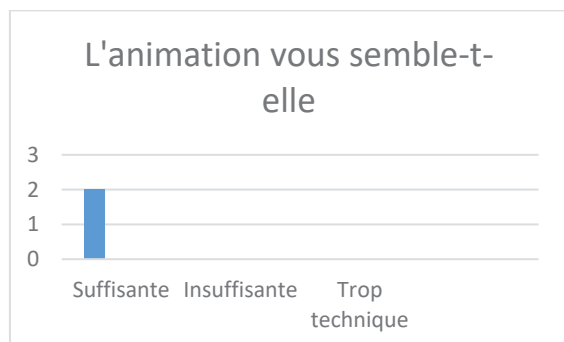 L'animation vous semble-t-
elle
3
2
1
0
Suffisante Insuffisante Trop
technique